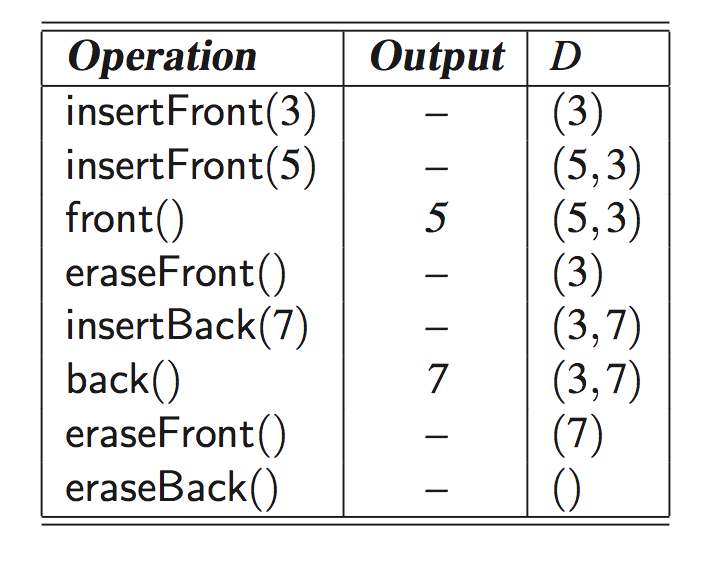 Operation Output D
insertFront(3) – (3)
insertFront(5) – (5,3)
front() 5 (5,3)
eraseFront() – (3)
insertBack(7) – (3,7)
back() 7 (3,7)
eraseFront() – (7)
eraseBack() – ()